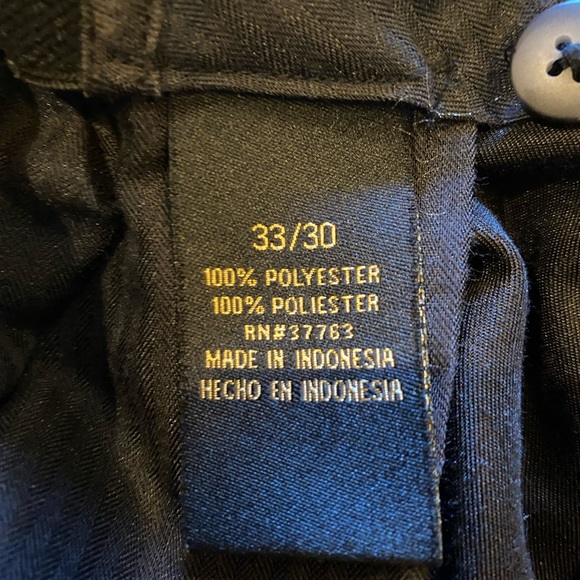 33/30
100% POLYESTER
100% POLIESTER
RN#37763
MADE IN INDONESIA
HECHO EN INDONESIA